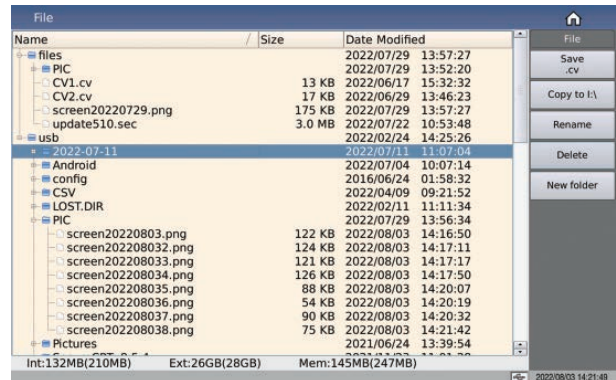 File
Name / Size Date Modified
files 2022/07/29 13:57:27
PIC 2022/07/29 13:52:20
CV1.cv 13 KB 2022/06/17 15:32:32
CV2.cv 17 KB 2022/06/29 13:46:23
screen20220729.png 175 KB 2022/07/29 13:57:27
update510.sec 3.0 MB 2022/07/22 10:53:48
usb 2022/02/24 14:25:26
2022-07-11 2022/07/11 11:07:04
Android 2022/07/04 10:07:14
config 2016/06/24 01:58:32
CSV 2022/04/09 09:21:52
LOST.DIR 2022/02/11 11:11:34
PIC 2022/07/29 13:56:34
screen20220803.png 122 KB 2022/08/03 14:16:50
screen202208032.png 124 KB 2022/08/03 14:17:11
screen202208033.png 121 KB 2022/08/03 14:17:17
screen202208034.png 126 KB 2022/08/03 14:17:50
screen202208035.png 88 KB 2022/08/03 14:20:07
screen202208036.png 54 KB 2022/08/03 14:20:19
screen202208037.png 90 KB 2022/08/03 14:20:32
screen202208038.png 75 KB 2022/08/03 14:21:42
Pictures 2021/06/24 13:39:54
Int:132MB(210MB) Ext:26GB(28GB) Mem:145MB(247MB)
File
Save
.cv
Copy to I:\
Rename
Delete
New folder
2022/08/03 14:21:49